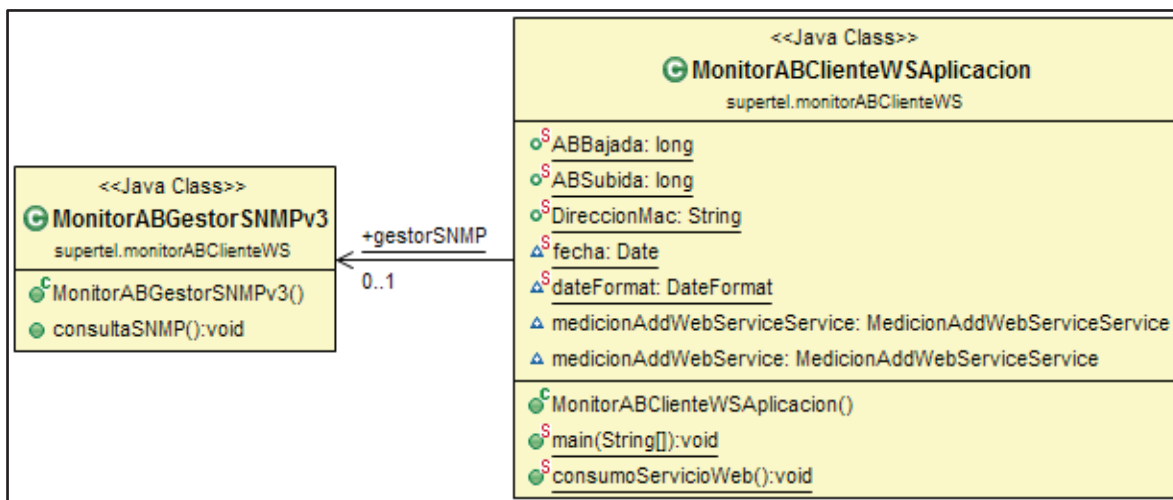 <<Java Class>>
MonitorABGestorSNMPv3
supertel.monitorABClienteWS
MonitorABGestorSNMPv3()
consultaSNMP():void
+gestorSNMP
0..1
<<Java Class>>
MonitorABClienteWSAplicacion
supertel.monitorABClienteWS
ABBajada: long
ABSubida: long
DireccionMac: String
fecha: Date
dateFormat: DateFormat
medicionAddWebServiceService: MedicionAddWebServiceService
medicionAddWebService: MedicionAddWebServiceService
MonitorABClienteWSAplicacion()
main(String[]):void
consumoServicioWeb():void